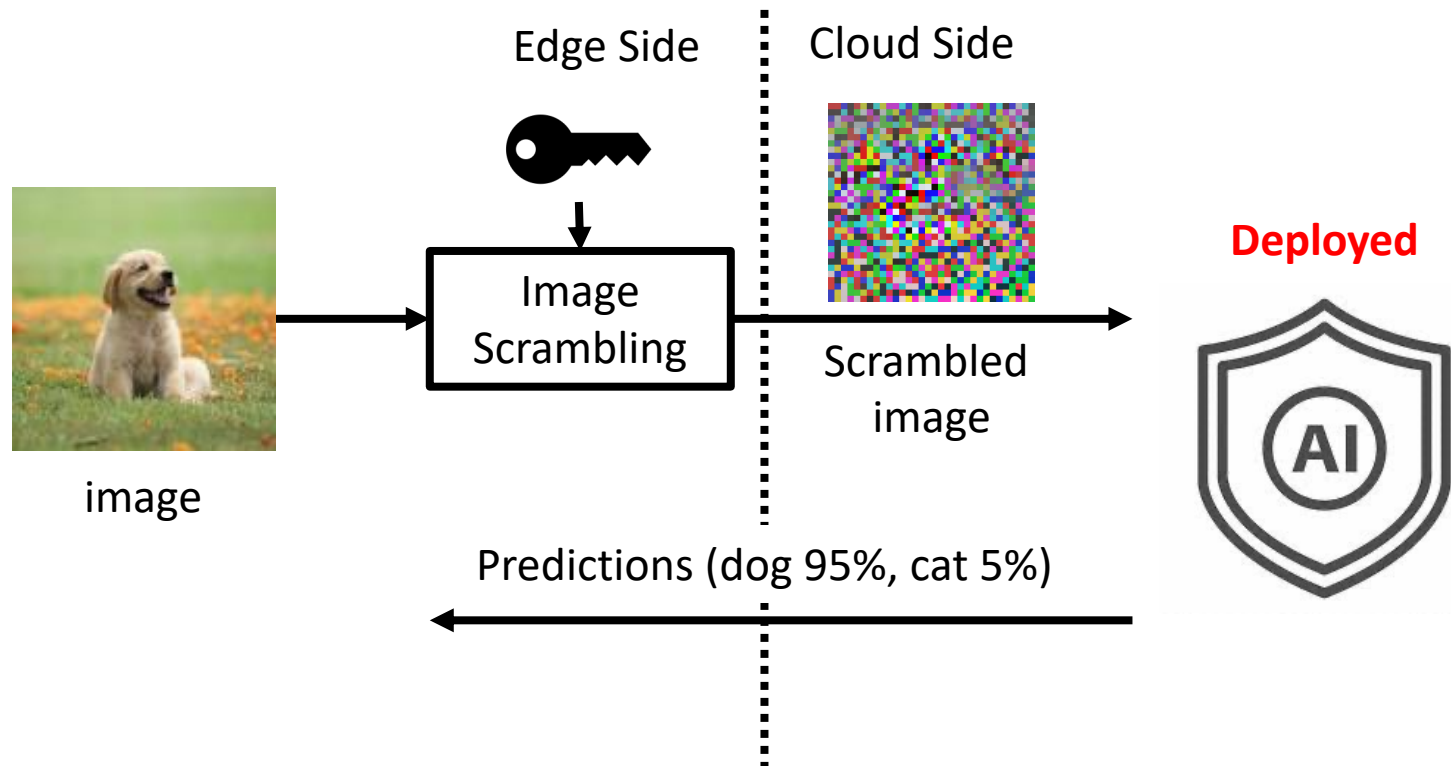 Edge Side
Cloud Side
Deployed
Image
Scrambling
Scrambled
image
AI
image
Predictions (dog 95%, cat 5%)